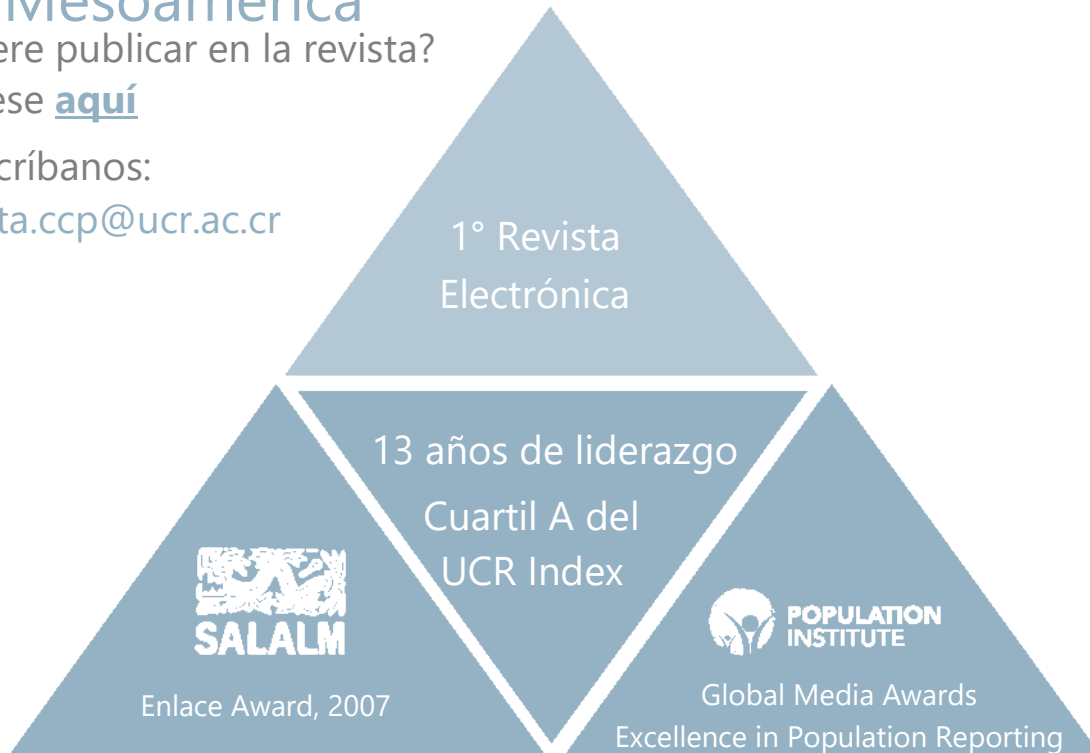 Mesoamérica
ere publicar en la revista?
ese aquí
críbanos:
ta.ccp@ucr.ac.cr
1° Revista
Electrónica
13 años de liderazgo
Cuartil A del
UCR Index
SALALM
Enlace Award, 2007
POPULATION
INSTITUTE
Global Media Awards
Excellence in Population Reporting